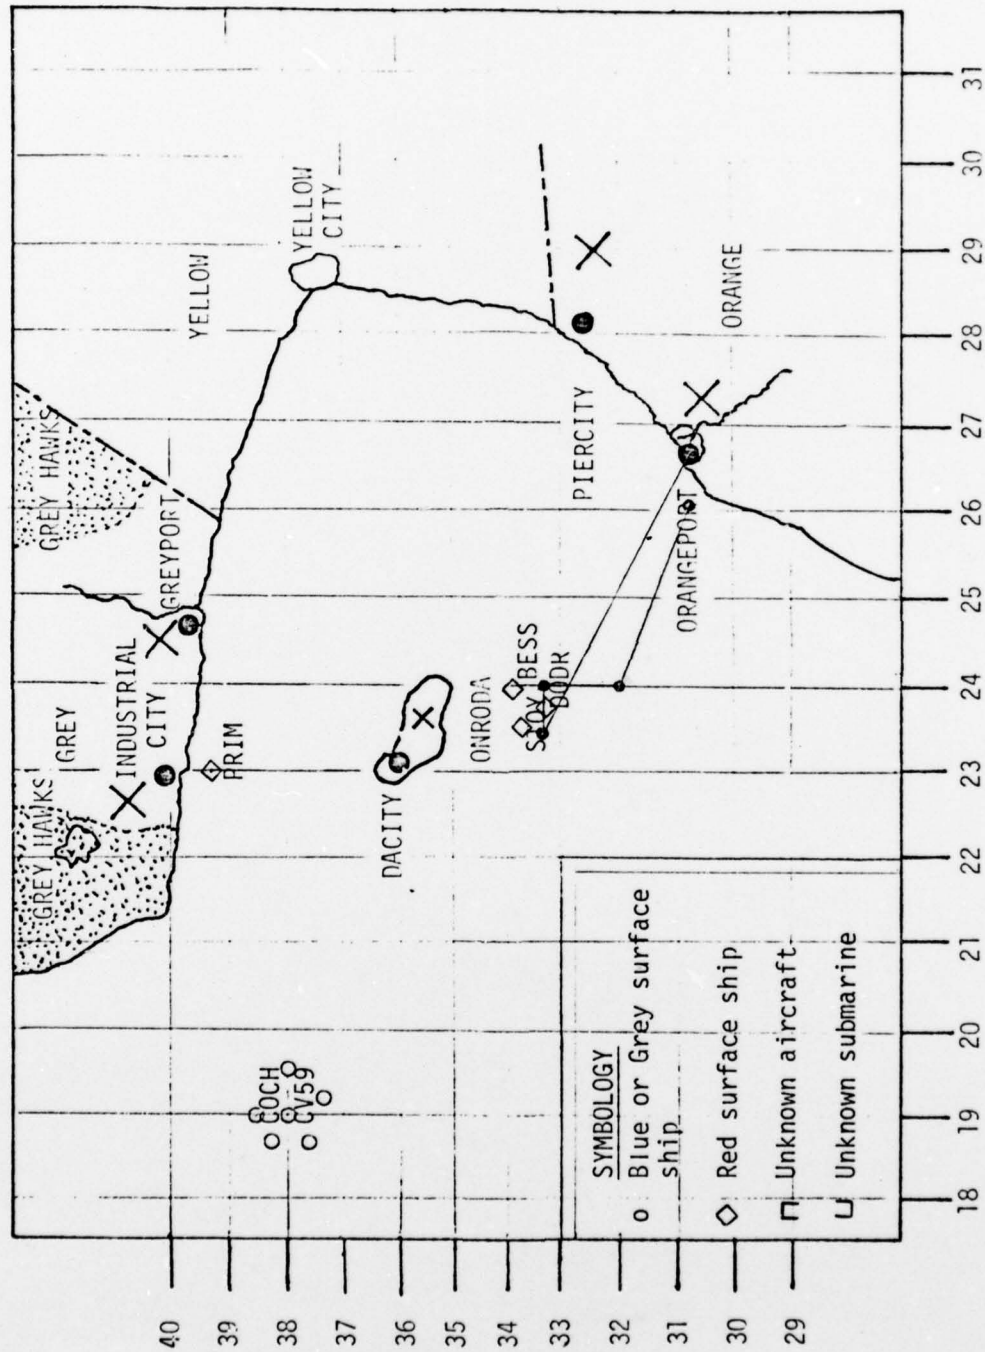 GREY HAWKS
GREY
INDUSTRIAL
CITY
PRIM
GREYPORT
GREY HAWKS
YELLOW
YELLOW
CITY
COCH
CV59
DACITY
ONRODA
BESS
DODR
PIERCITY
ORANGEPORT
ORANGE
SYMBOLOGY
o Blue or Grey surface
ship
◇ Red surface ship
⊓ Unknown aircraft
⊔ Unknown submarine
40
39
38
37
36
35
34
33
32
31
30
29
18
19
20
21
22
23
24
25
26
27
28
29
30
31